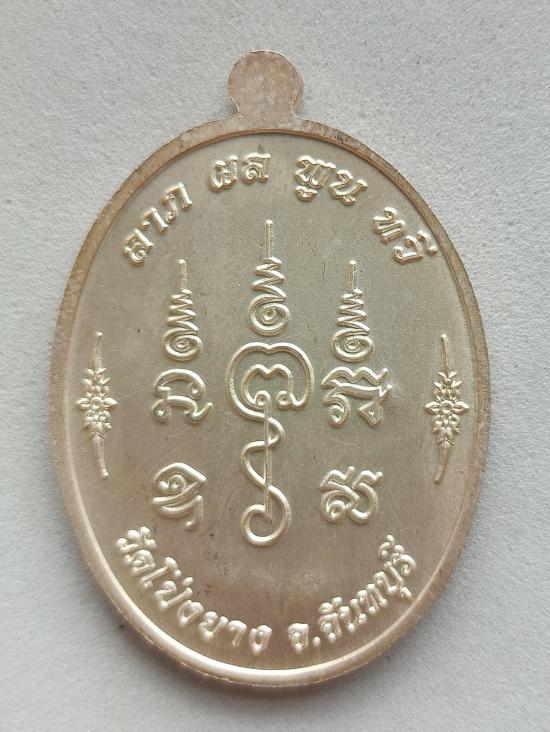 ลาภ ผล พูน ทวี
วัดโป่งยาง จ.จันทบุรี